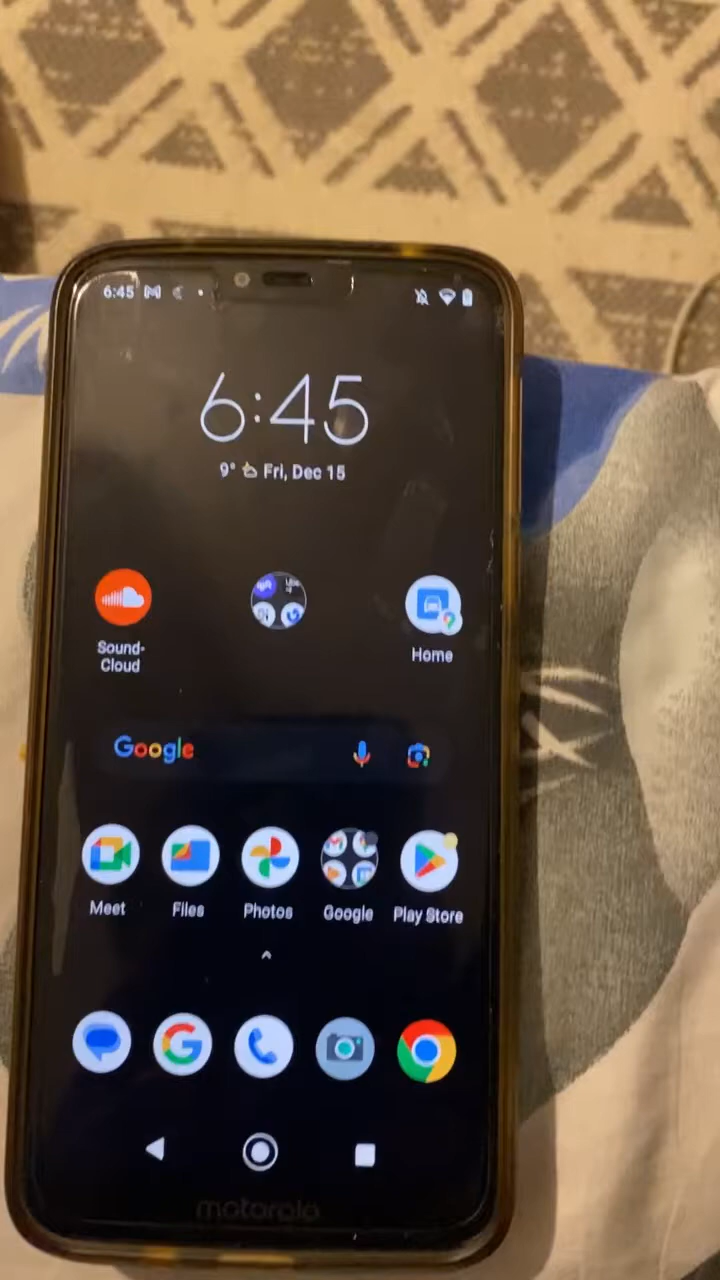 6:45
6:45
9° Fri, Dec 15
Sound-
Cloud
Home
Google
Meet Files Photos Google Play Store
motorola